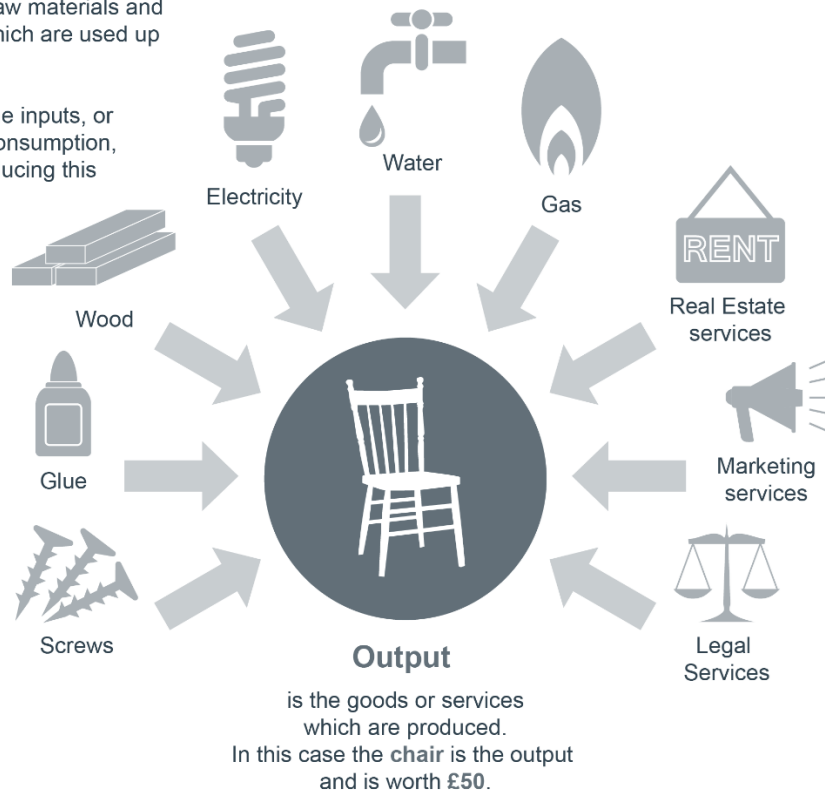 aw materials and
hich are used up
e inputs, or
onsumption,
ucing this
Electricity
Water
Gas
RENT
Real Estate
services
Wood
Glue
Marketing
services
Screws
Legal
Services
Output
is the goods or services
which are produced.
In this case the chair is the output
and is worth £50.